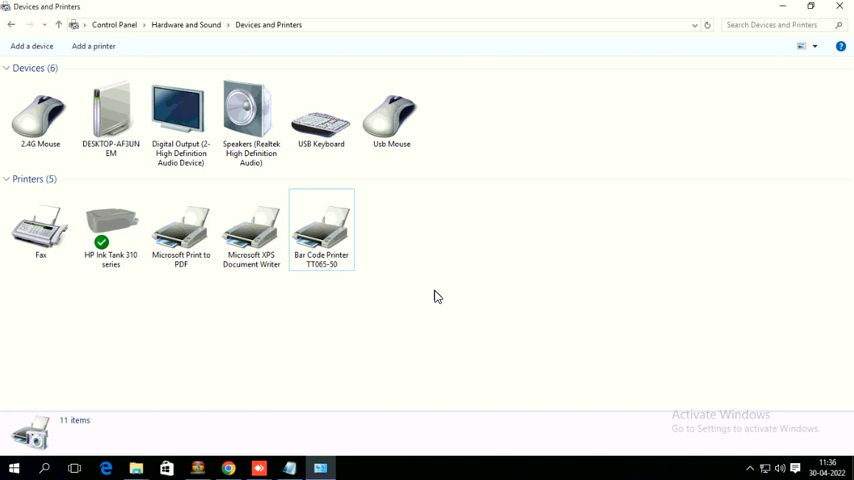 Devices and Printers
Control Panel › Hardware and Sound › Devices and Printers
Search Devices and Printers
Add a device
Add a printer
Devices (6)
2.4G Mouse
DESKTOP-AF3UN
EM
Digital Output (2-
High Definition
Audio Device)
Speakers (Realtek
High Definition
Audio)
USB Keyboard
Usb Mouse
Printers (5)
Fax
HP Ink Tank 310
series
Microsoft Print to
PDF
Microsoft XPS
Document Writer
Bar Code Printer
TT065-50
11 items
Activate Windows
Go to Settings to activate Windows.
11:36
30-04-2022